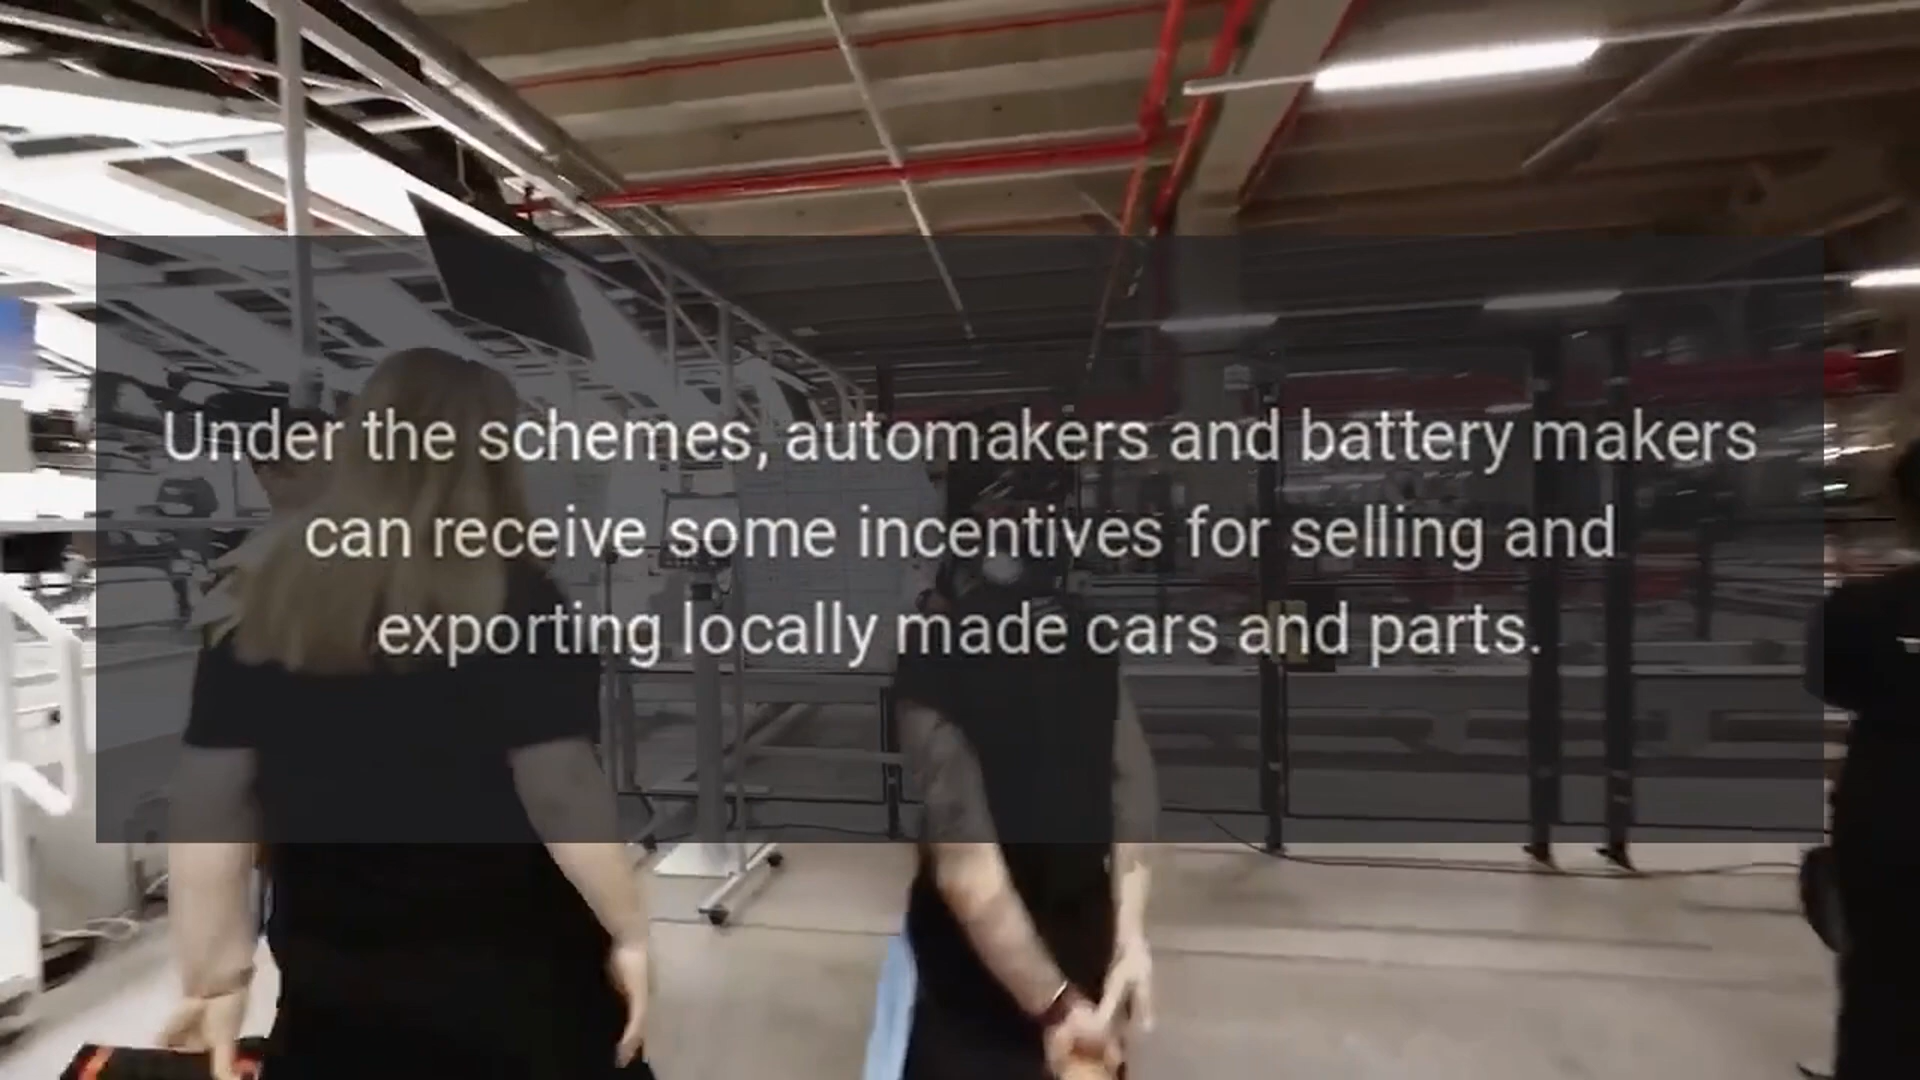 Under the schemes, automakers and battery makers
can receive some incentives for selling and
exporting locally made cars and parts.